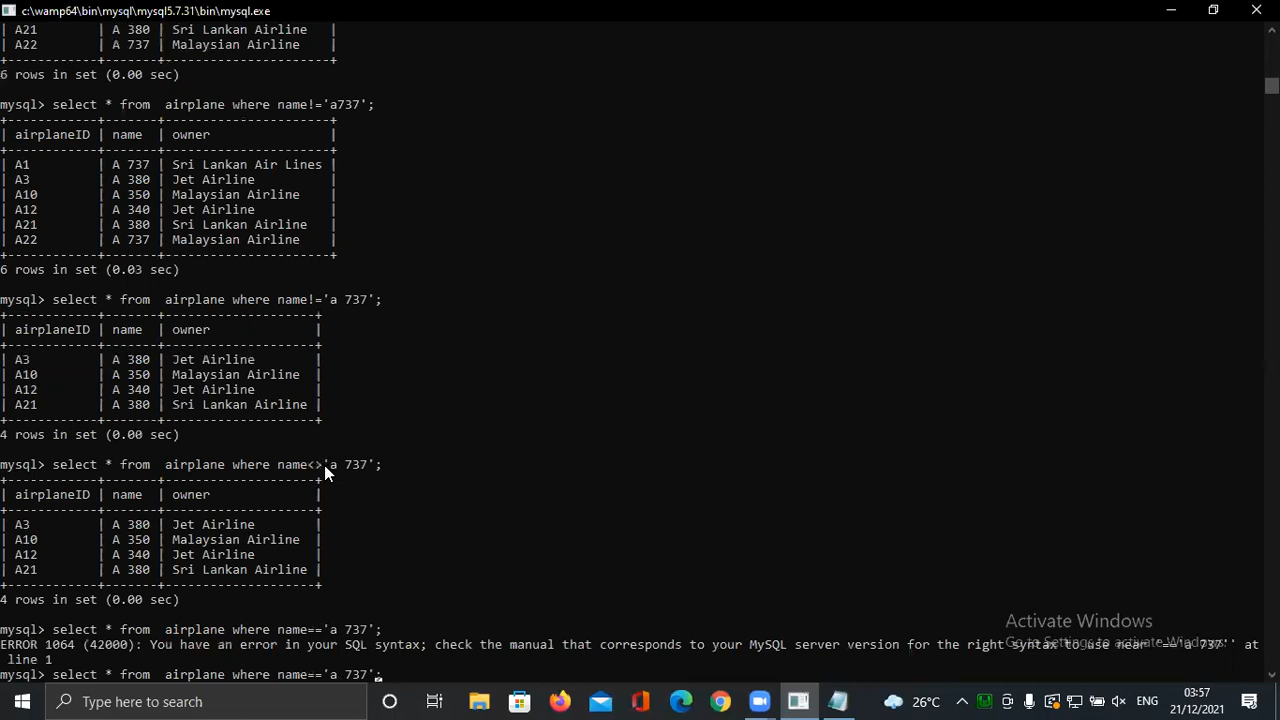 c:\wamp64\bin\mysql\mysql5.7.31\bin\mysql.exe
| A21        | A 380 | Sri Lankan Airline   |
| A22        | A 737 | Malaysian Airline    |
+------------+-------+-----------------------+
6 rows in set (0.00 sec)
mysql> select * from  airplane where name!='a737';
+------------+-------+-----------------------+
| airplaneID | name  | owner                |
+------------+-------+-----------------------+
| A1         | A 737 | Sri Lankan Air Lines |
| A3         | A 380 | Jet Airline          |
| A10        | A 350 | Malaysian Airline    |
| A12        | A 340 | Jet Airline          |
| A21        | A 380 | Sri Lankan Airline   |
| A22        | A 737 | Malaysian Airline    |
+------------+-------+-----------------------+
6 rows in set (0.03 sec)
mysql> select * from  airplane where name!='a 737';
+------------+-------+--------------------+
| airplaneID | name  | owner              |
+------------+-------+--------------------+
| A3         | A 380 | Jet Airline        |
| A10        | A 350 | Malaysian Airline  |
| A12        | A 340 | Jet Airline        |
| A21        | A 380 | Sri Lankan Airline |
+------------+-------+--------------------+
4 rows in set (0.00 sec)
mysql> select * from  airplane where name<>'a 737';
+------------+-------+--------------------+
| airplaneID | name  | owner              |
+------------+-------+--------------------+
| A3         | A 380 | Jet Airline        |
| A10        | A 350 | Malaysian Airline  |
| A12        | A 340 | Jet Airline        |
| A21        | A 380 | Sri Lankan Airline |
+------------+-------+--------------------+
4 rows in set (0.00 sec)
mysql> select * from  airplane where name=='a 737';
ERROR 1064 (42000): You have an error in your SQL syntax; check the manual that corresponds to your MySQL server version for the right syntax to use near '=='a 737'' at
line 1
mysql> select * from  airplane where name=='a 737';
Activate Windows
Go to Settings to activate Windows.
Type here to search
26°C
ENG
03:57
21/12/2021